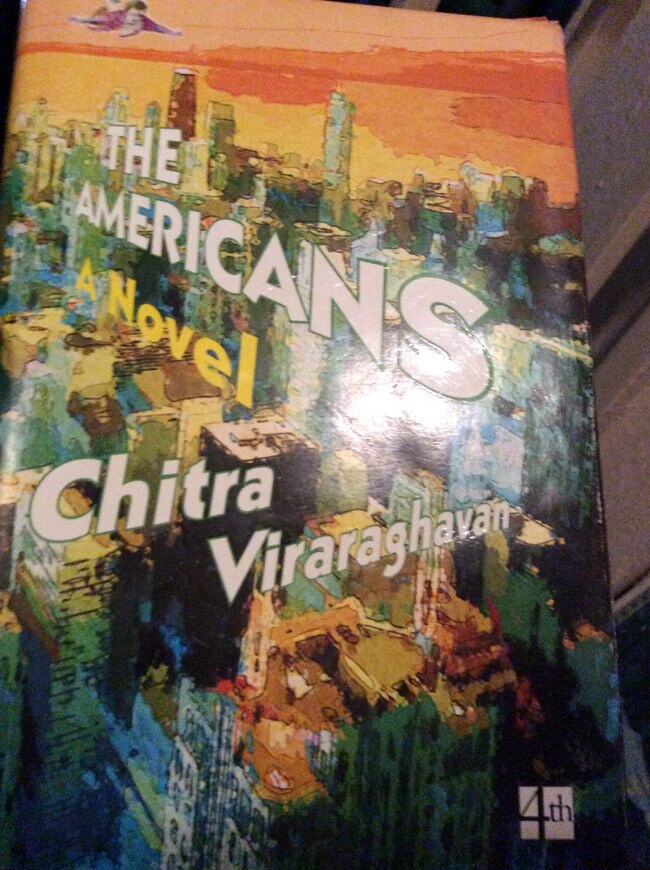 THE
AMERICANS
A Novel
Chitra
Viraraghavan
4th